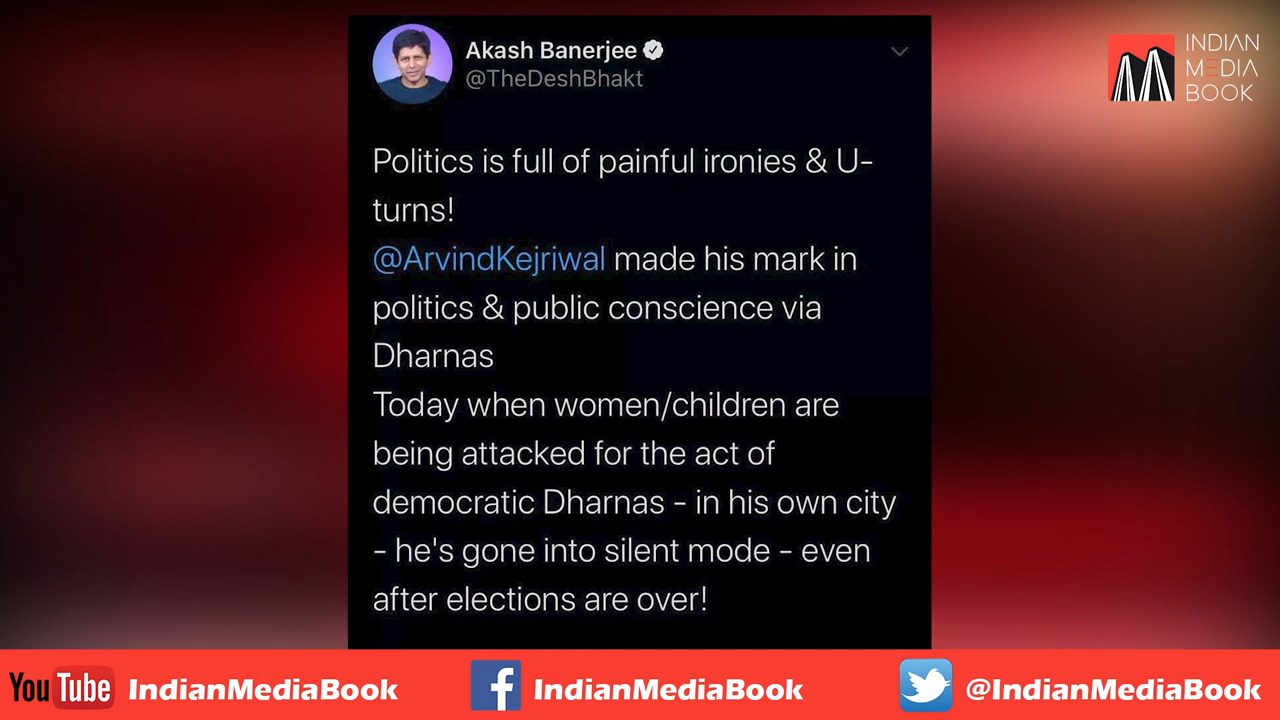 Akash Banerjee
@TheDeshBhakt
INDIAN
MEDIA
BOOK
Politics is full of painful ironies & U-
turns!
@ArvindKejriwal made his mark in
politics & public conscience via
Dharnas
Today when women/children are
being attacked for the act of
democratic Dharnas - in his own city
- he's gone into silent mode - even
after elections are over!
YouTube IndianMediaBook
f IndianMediaBook
@IndianMediaBook